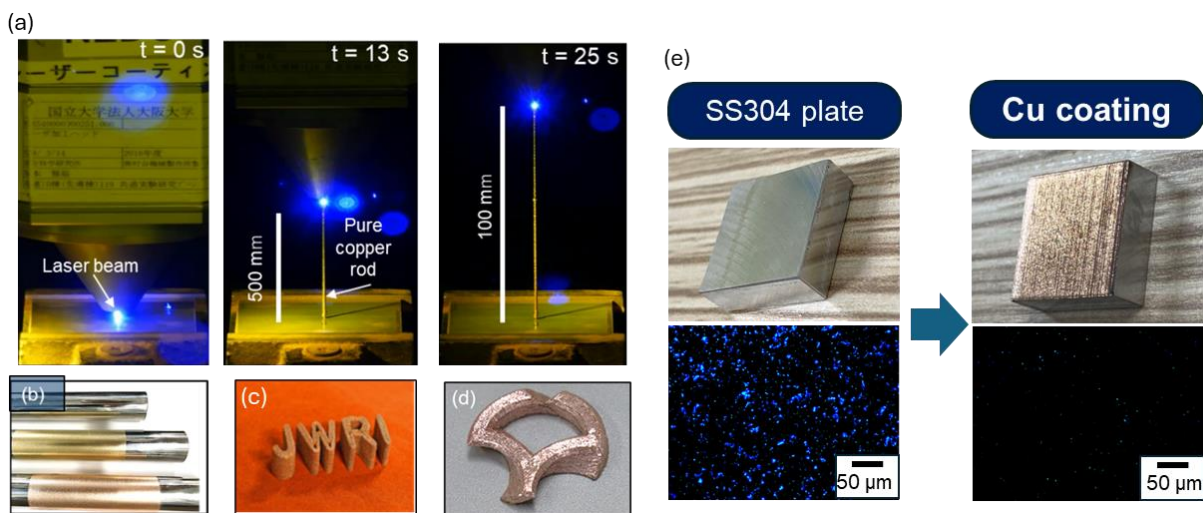 (a)
t = 0 s
ーザーコーティン
国立大学法人大阪大学
Laser beam
t = 13 s
500 mm
Pure
copper
rod
t = 25 s
100 mm
(b)
(c)
JWRI
(d)
(e)
SS304 plate
Cu coating
50 µm
50 µm